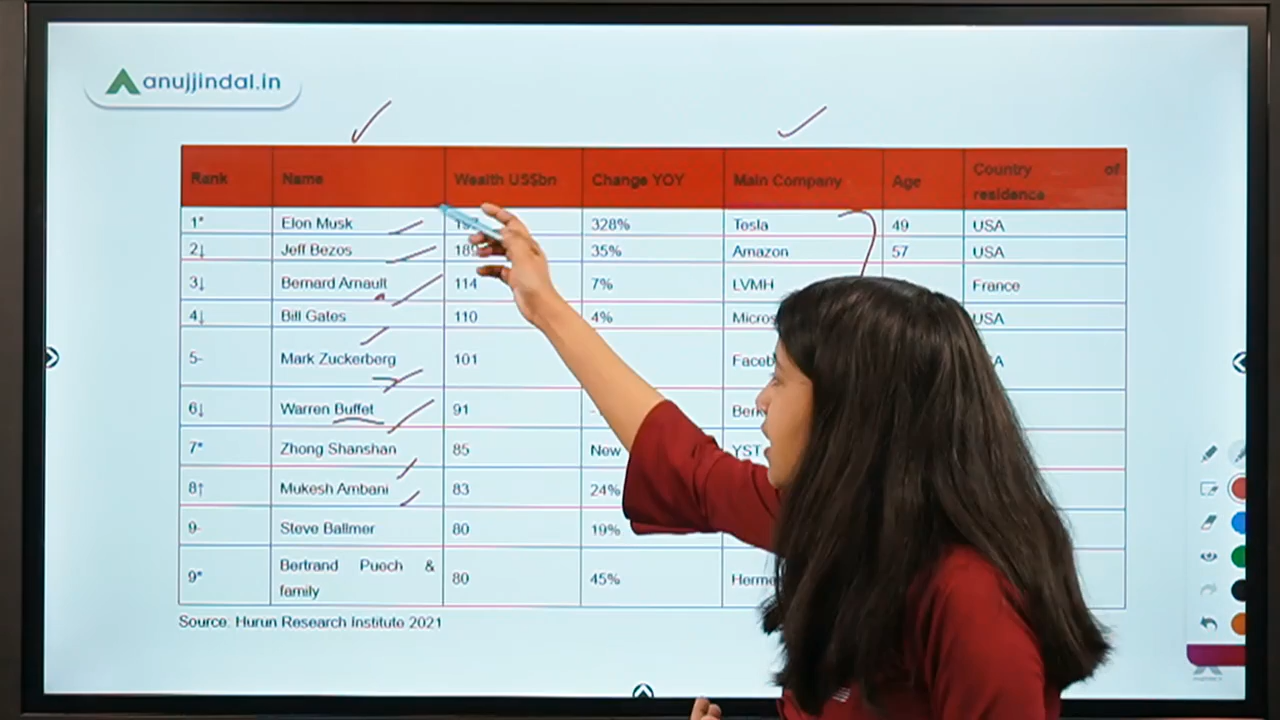 anujjindal.in
Rank Name Wealth US$bn Change YOY Main Company Age Country of residence
1* Elon Musk 328% Tesla 49 USA
2↓ Jeff Bezos 189 35% Amazon 57 USA
3↓ Bernard Arnault 114 7% LVMH France
4↓ Bill Gates 110 4% USA
5- Mark Zuckerberg 101
6↓ Warren Buffet 91
7* Zhong Shanshan 85 New YST
8↑ Mukesh Ambani 83 24%
9- Steve Ballmer 80 19%
9* Bertrand Puech & family 80 45%
Source: Hurun Research Institute 2021